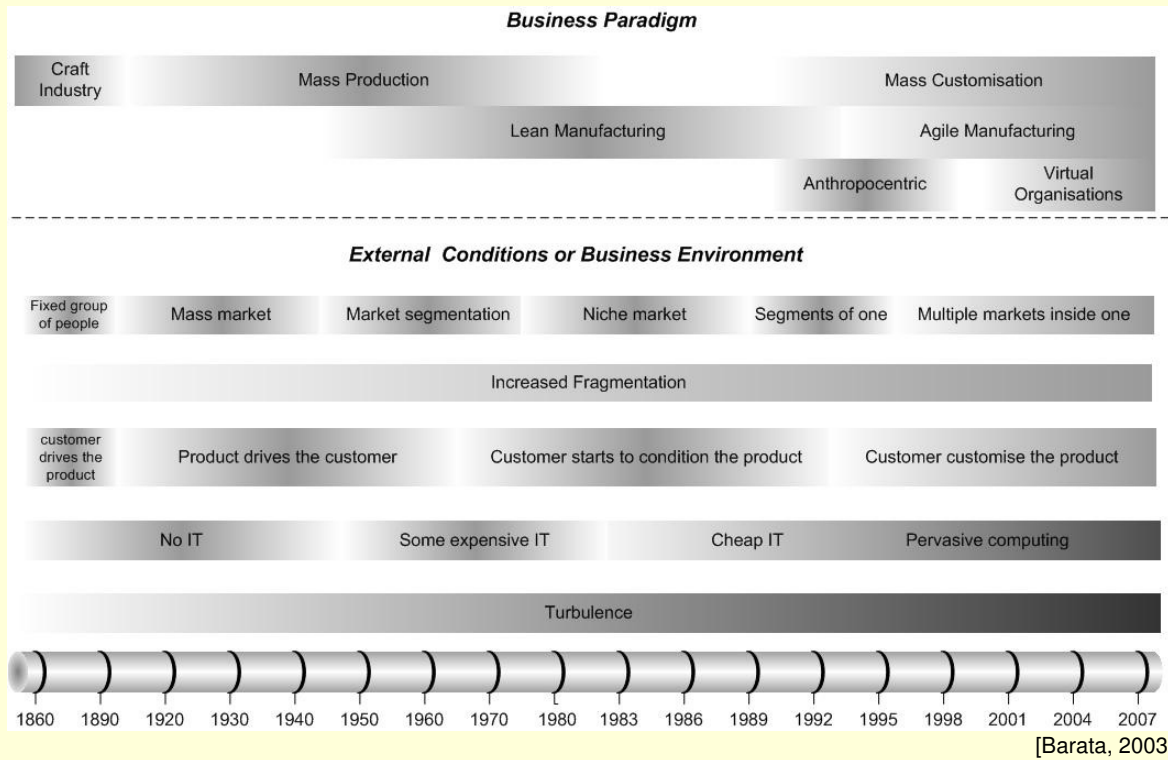 Business Paradigm
Craft
Industry
Mass Production
Mass Customisation
Lean Manufacturing
Agile Manufacturing
Anthropocentric
Virtual
Organisations
External Conditions or Business Environment
Fixed group
of people
Mass market
Market segmentation
Niche market
Segments of one
Multiple markets inside one
Increased Fragmentation
customer
drives the
product
Product drives the customer
Customer starts to condition the product
Customer customise the product
No IT
Some expensive IT
Cheap IT
Pervasive computing
Turbulence
1860 1890 1920 1930 1940 1950 1960 1970 1980 1983 1986 1989 1992 1995 1998 2001 2004 2007
[Barata, 2003